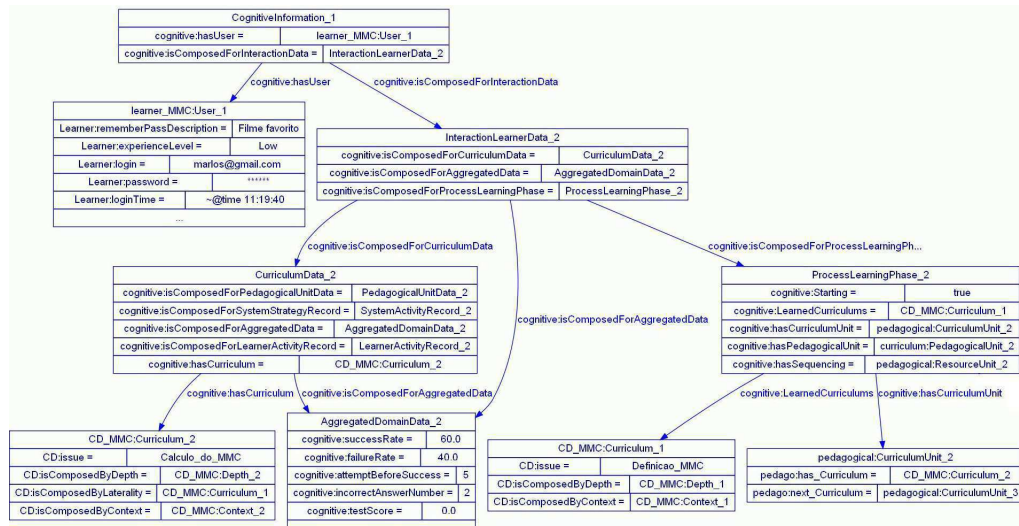 CognitiveInformation_1
cognitive:hasUser = learner_MMC:User_1
cognitive:isComposedForInteractionData = InteractionLearnerData_2
cognitive:hasUser
cognitive:isComposedForInteractionData
learner_MMC:User_1
Learner:rememberPassDescription = Filme favorito
Learner:experienceLevel = Low
Learner:login = marlos@gmail.com
Learner:password = ******
Learner:loginTime = ~@time 11:19:40
...
InteractionLearnerData_2
cognitive:isComposedForCurriculumData = CurriculumData_2
cognitive:isComposedForAggregatedData = AggregatedDomainData_2
cognitive:isComposedForProcessLearningPhase = ProcessLearningPhase_2
cognitive:isComposedForCurriculumData
cognitive:isComposedForProcessLearningPh...
cognitive:isComposedForAggregatedData
CurriculumData_2
cognitive:isComposedForPedagogicalUnitData = PedagogicalUnitData_2
cognitive:isComposedForSystemStrategyRecord = SystemActivityRecord_2
cognitive:isComposedForAggregatedData = AggregatedDomainData_2
cognitive:isComposedForLearnerActivityRecord = LearnerActivityRecord_2
cognitive:hasCurriculum = CD_MMC:Curriculum_2
ProcessLearningPhase_2
cognitive:Starting = true
cognitive:LearnedCurriculums = CD_MMC:Curriculum_1
cognitive:hasCurriculumUnit = pedagogical:CurriculumUnit_2
cognitive:hasPedagogicalUnit = curriculum:PedagogicalUnit_2
cognitive:hasSequencing = pedagogical:ResourceUnit_2
cognitive:hasCurriculum
cognitive:isComposedForAggregatedData
cognitive:LearnedCurriculums
cognitive:hasCurriculumUnit
CD_MMC:Curriculum_2
CD:issue = Calculo_do_MMC
CD:isComposedByDepth = CD_MMC:Depth_2
CD:isComposedByLaterality = CD_MMC:Curriculum_1
CD:isComposedByContext = CD_MMC:Context_2
AggregatedDomainData_2
cognitive:successRate = 60.0
cognitive:failureRate = 40.0
cognitive:attemptBeforeSuccess = 5
cognitive:incorrectAnswerNumber = 2
cognitive:testScore = 0.0
CD_MMC:Curriculum_1
CD:issue = Definicao_MMC
CD:isComposedByDepth = CD_MMC:Depth_1
CD:isComposedByContext = CD_MMC:Context_1
pedagogical:CurriculumUnit_2
pedago:has_Curriculum = CD_MMC:Curriculum_2
pedago:next_Curriculum = pedagogical:CurriculumUnit_3